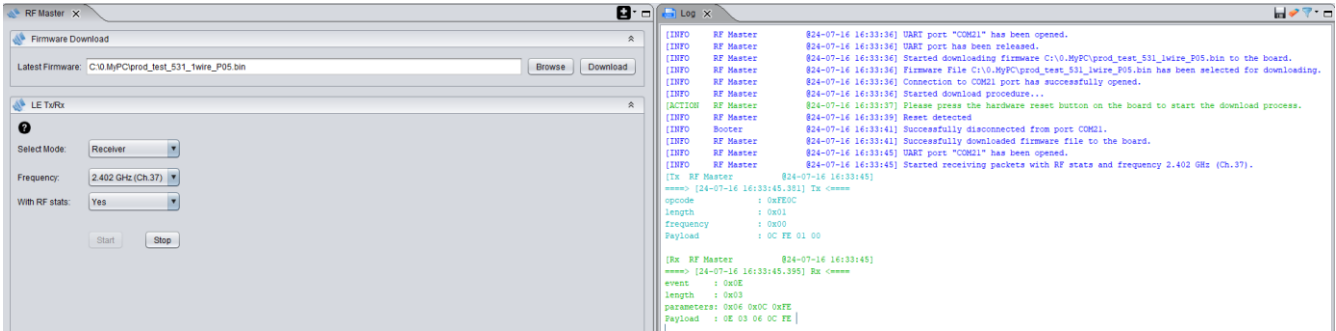 RF Master
Firmware Download
Latest Firmware: C:\0.MyPC\prod_test_531_1wire_P05.bin Browse Download
LE Tx/Rx
Select Mode: Receiver
Frequency: 2.402 GHz (Ch.37)
With RF stats: Yes
Start Stop
Log
[INFO RF Master @24-07-16 16:33:36] UART port "COM21" has been opened.
[INFO RF Master @24-07-16 16:33:36] UART port has been released.
[INFO RF Master @24-07-16 16:33:36] Started downloading firmware C:\0.MyPC\prod_test_531_1wire_P05.bin to the board.
[INFO RF Master @24-07-16 16:33:36] Firmware File C:\0.MyPC\prod_test_531_1wire_P05.bin has been selected for downloading.
[INFO RF Master @24-07-16 16:33:36] Connection to COM21 port has successfully opened.
[INFO RF Master @24-07-16 16:33:36] Started download procedure...
[ACTION RF Master @24-07-16 16:33:37] Please press the hardware reset button on the board to start the download process.
[INFO RF Master @24-07-16 16:33:39] Reset detected
[INFO Booter @24-07-16 16:33:41] Successfully disconnected from port COM21.
[INFO RF Master @24-07-16 16:33:41] Successfully downloaded firmware file to the board.
[INFO RF Master @24-07-16 16:33:45] UART port "COM21" has been opened.
[INFO RF Master @24-07-16 16:33:45] Started receiving packets with RF stats and frequency 2.402 GHz (Ch.37).
[Tx RF Master @24-07-16 16:33:45]
====> [24-07-16 16:33:45.381] Tx <====
opcode : 0xFE0C
length : 0x01
frequency : 0x00
Payload : 0C FE 01 00
[Rx RF Master @24-07-16 16:33:45]
====> [24-07-16 16:33:45.395] Rx <====
event : 0x0E
length : 0x03
parameters: 0x06 0x0C 0xFE
Payload : 0E 03 06 0C FE